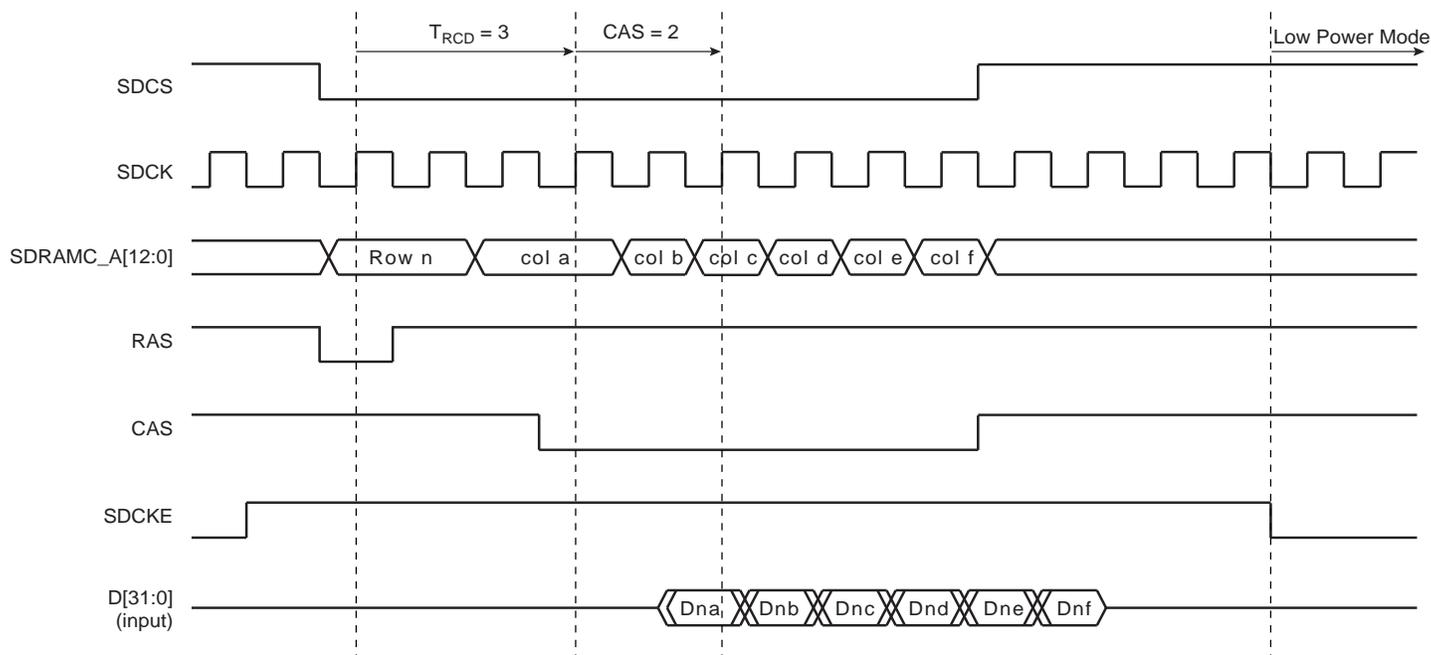 T_RCD = 3
CAS = 2
Low Power Mode
SDCS
SDCK
SDRAMC_A[12:0]
Row n
col a
col b
col c
col d
col e
col f
RAS
CAS
SDCKE
D[31:0]
(input)
Dna
Dnb
Dnc
Dnd
Dne
Dnf